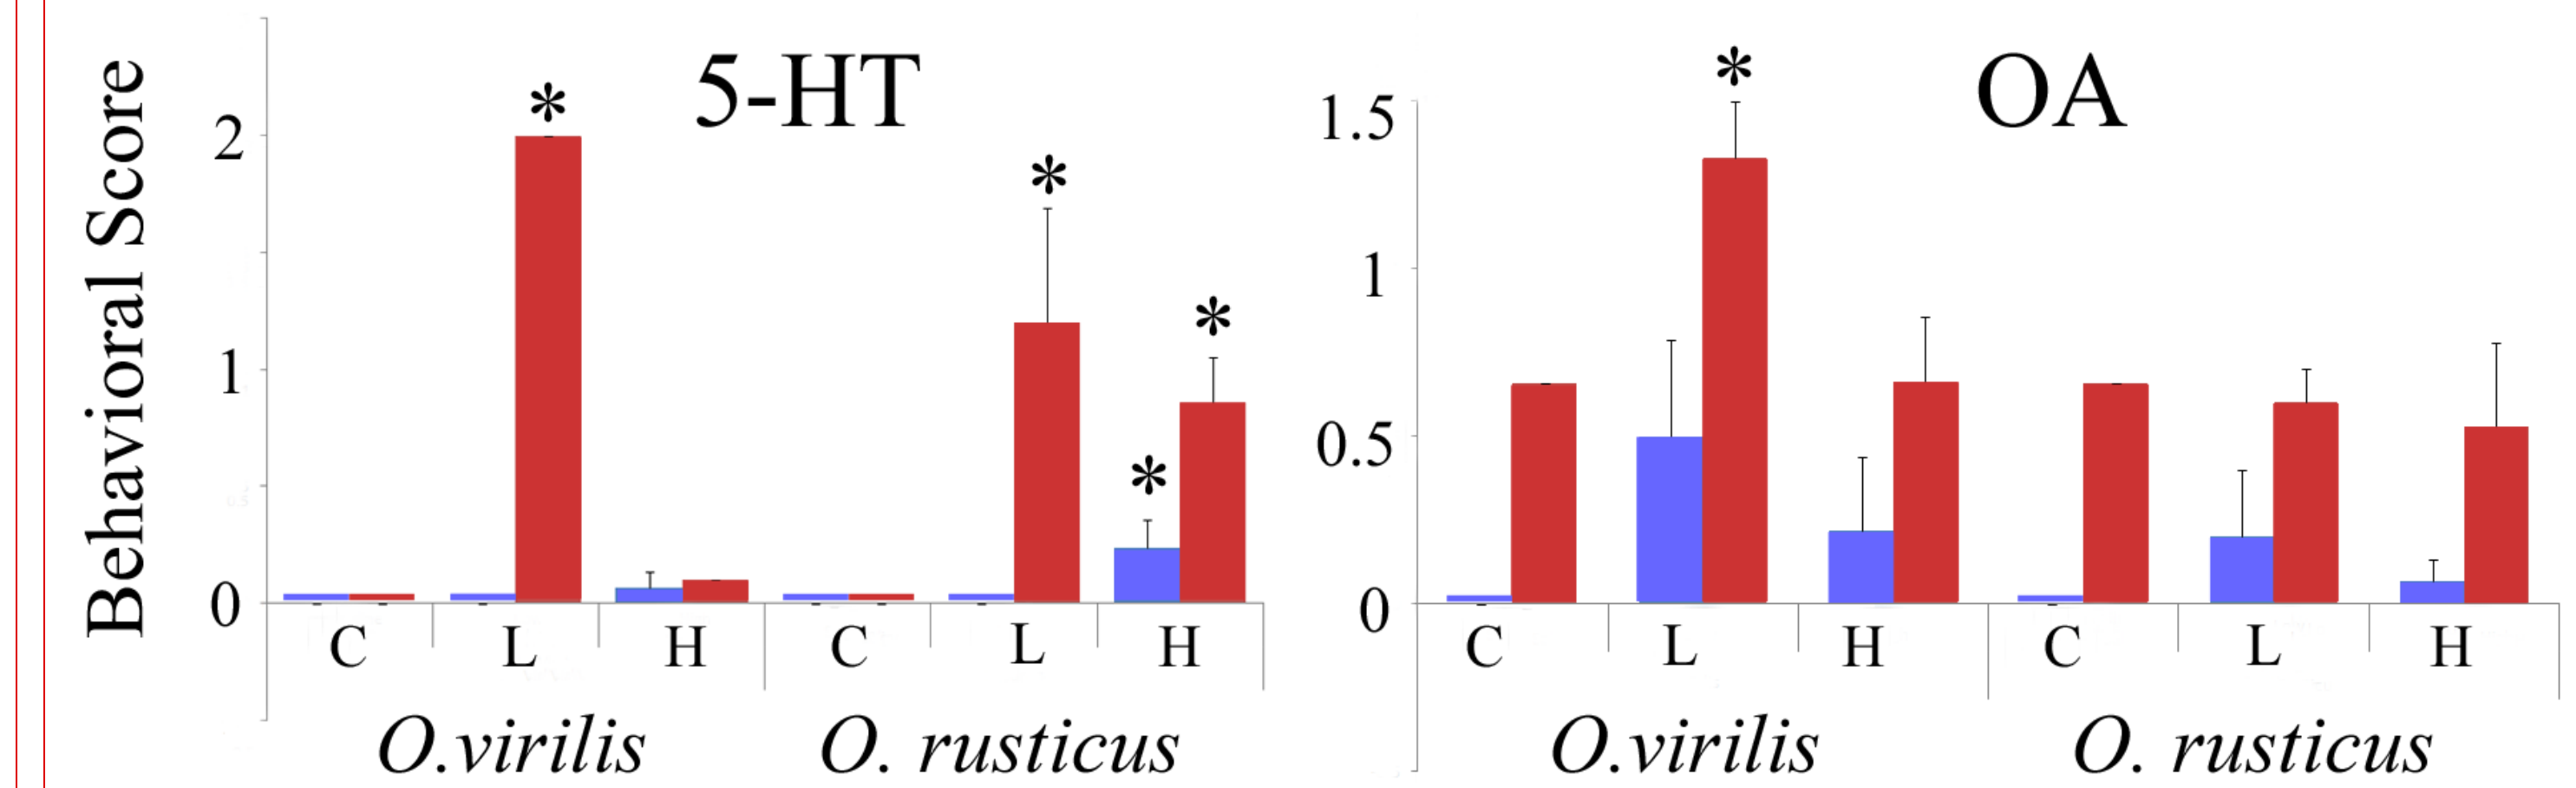 Behavioral Score
5-HT
2
1
0
* * * *
C L H C L H
O.virilis O. rusticus
OA
1.5
1
0.5
0
*
C L H C L H
O.virilis O. rusticus